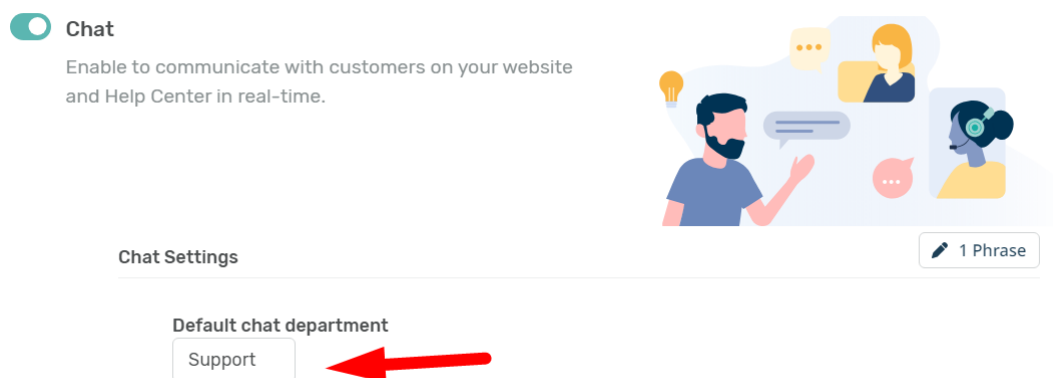 Chat
Enable to communicate with customers on your website
and Help Center in real-time.
Chat Settings
1 Phrase
Default chat department
Support